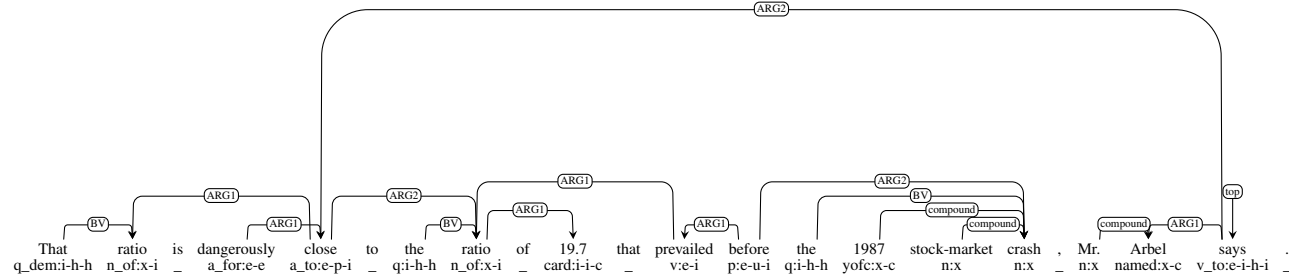 ARG2
ARG1 ARG1 ARG2
BV ARG1 ARG2 BV ARG1 compound top
BV ARG1 BV ARG1 compound compound ARG1
That ratio is dangerously close to the ratio of 19.7 that prevailed before the 1987 stock-market crash , Mr. Arbel says .
q_dem:i-h-h n_of:x-i _ a_for:e-e a_to:e-p-i _ q:i-h-h n_of:x-i _ card:i-i-c _ v:e-i p:e-u-i q:i-h-h yofc:x-c n:x n:x _ n:x named:x-c v_to:e-i-h-i _